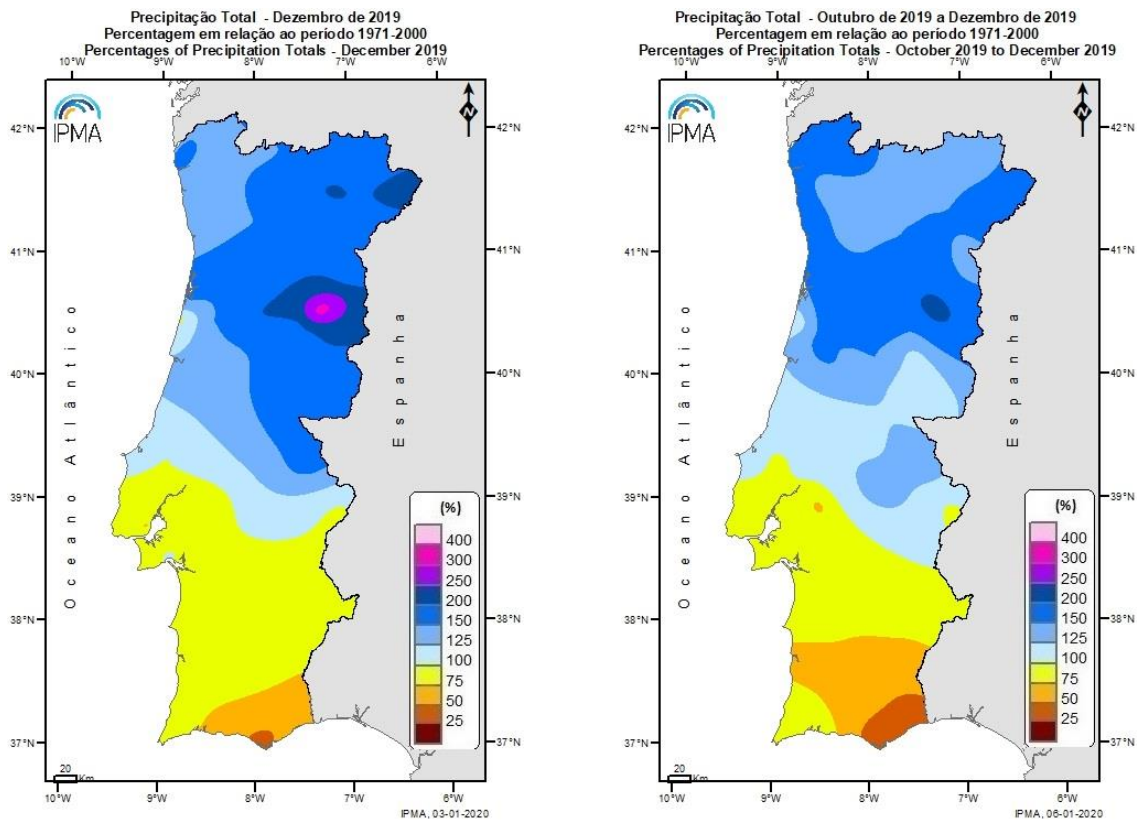 Precipitação Total - Dezembro de 2019
Percentagem em relação ao período 1971-2000
Percentages of Precipitation Totals - December 2019
10°W 9°W 8°W 7°W 6°W
IPMA
N
42°N 42°N
41°N 41°N
40°N 40°N
39°N 39°N
38°N 38°N
37°N 37°N
Oceano Atlântico
Espanha
(%)
400
300
250
200
150
125
100
75
50
25
20
Km
10°W 9°W 8°W 7°W 6°W
IPMA, 03-01-2020
Precipitação Total - Outubro de 2019 a Dezembro de 2019
Percentagem em relação ao período 1971-2000
Percentages of Precipitation Totals - October 2019 to December 2019
10°W 9°W 8°W 7°W 6°W
IPMA
N
42°N 42°N
41°N 41°N
40°N 40°N
39°N 39°N
38°N 38°N
37°N 37°N
Oceano Atlântico
Espanha
(%)
400
300
250
200
150
125
100
75
50
25
20
Km
10°W 9°W 8°W 7°W 6°W
IPMA, 06-01-2020